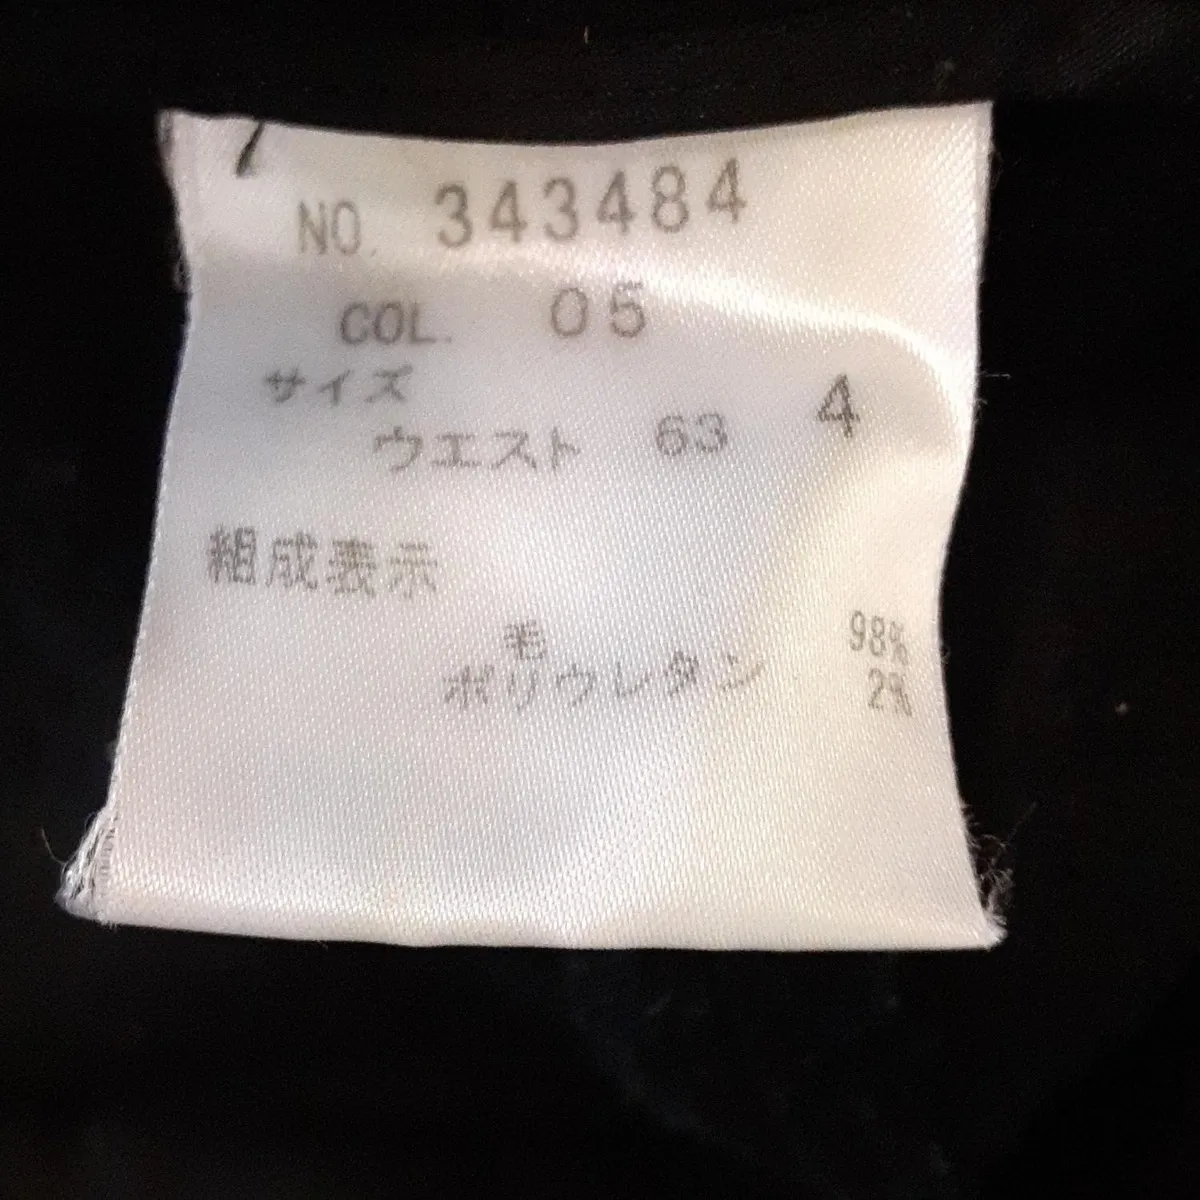 NO. 343484
COL. 05
サイズ 4
ウエスト 63
組成表示
毛 98%
ポリウレタン 2%